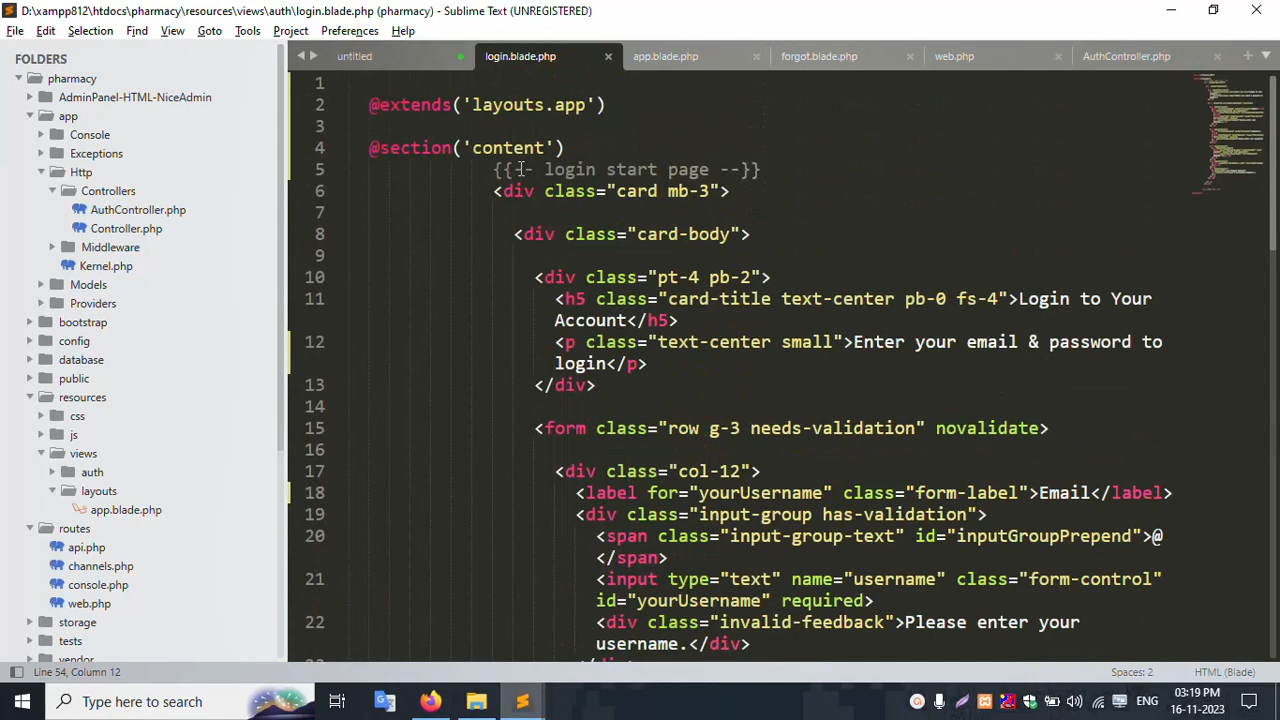 D:\xampp812\htdocs\pharmacy\resources\views\auth\login.blade.php (pharmacy) - Sublime Text (UNREGISTERED)
File Edit Selection Find View Goto Tools Project Preferences Help
FOLDERS
pharmacy
AdminPanel-HTML-NiceAdmin
app
Console
Exceptions
Http
Controllers
AuthController.php
Controller.php
Middleware
Kernel.php
Models
Providers
bootstrap
config
database
public
resources
css
js
views
auth
layouts
app.blade.php
routes
api.php
channels.php
console.php
web.php
storage
tests
vendor
untitled login.blade.php app.blade.php forgot.blade.php web.php AuthController.php
1
2 @extends('layouts.app')
3
4 @section('content')
5 {{-- login start page --}}
6 <div class="card mb-3">
7
8 <div class="card-body">
9
10 <div class="pt-4 pb-2">
11 <h5 class="card-title text-center pb-0 fs-4">Login to Your
Account</h5>
12 <p class="text-center small">Enter your email & password to
login</p>
13 </div>
14
15 <form class="row g-3 needs-validation" novalidate>
16
17 <div class="col-12">
18 <label for="yourUsername" class="form-label">Email</label>
19 <div class="input-group has-validation">
20 <span class="input-group-text" id="inputGroupPrepend">@
</span>
21 <input type="text" name="username" class="form-control"
id="yourUsername" required>
22 <div class="invalid-feedback">Please enter your
username.</div>
Line 54, Column 12 Spaces: 2 HTML (Blade)
Type here to search
ENG
03:19 PM
16-11-2023